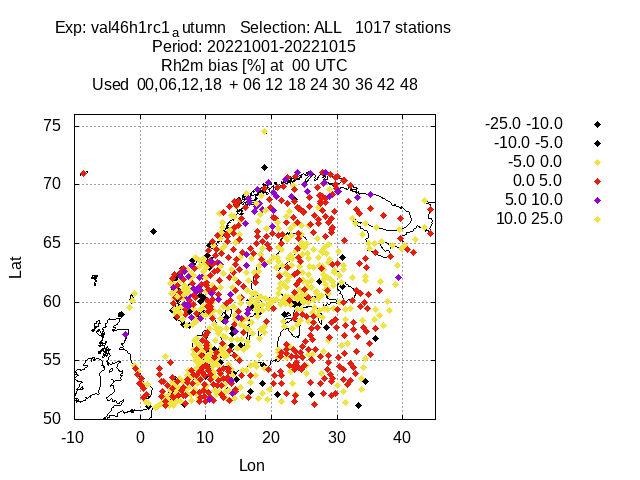 Exp: val46h1rc1ₐutumn Selection: ALL 1017 stations
Period: 20221001-20221015
Rh2m bias [%] at 00 UTC
Used 00,06,12,18 + 06 12 18 24 30 36 42 48
-25.0 -10.0
-10.0 -5.0
-5.0 0.0
0.0 5.0
5.0 10.0
10.0 25.0
75
70
65
60
55
50
Lat
-10 0 10 20 30 40
Lon